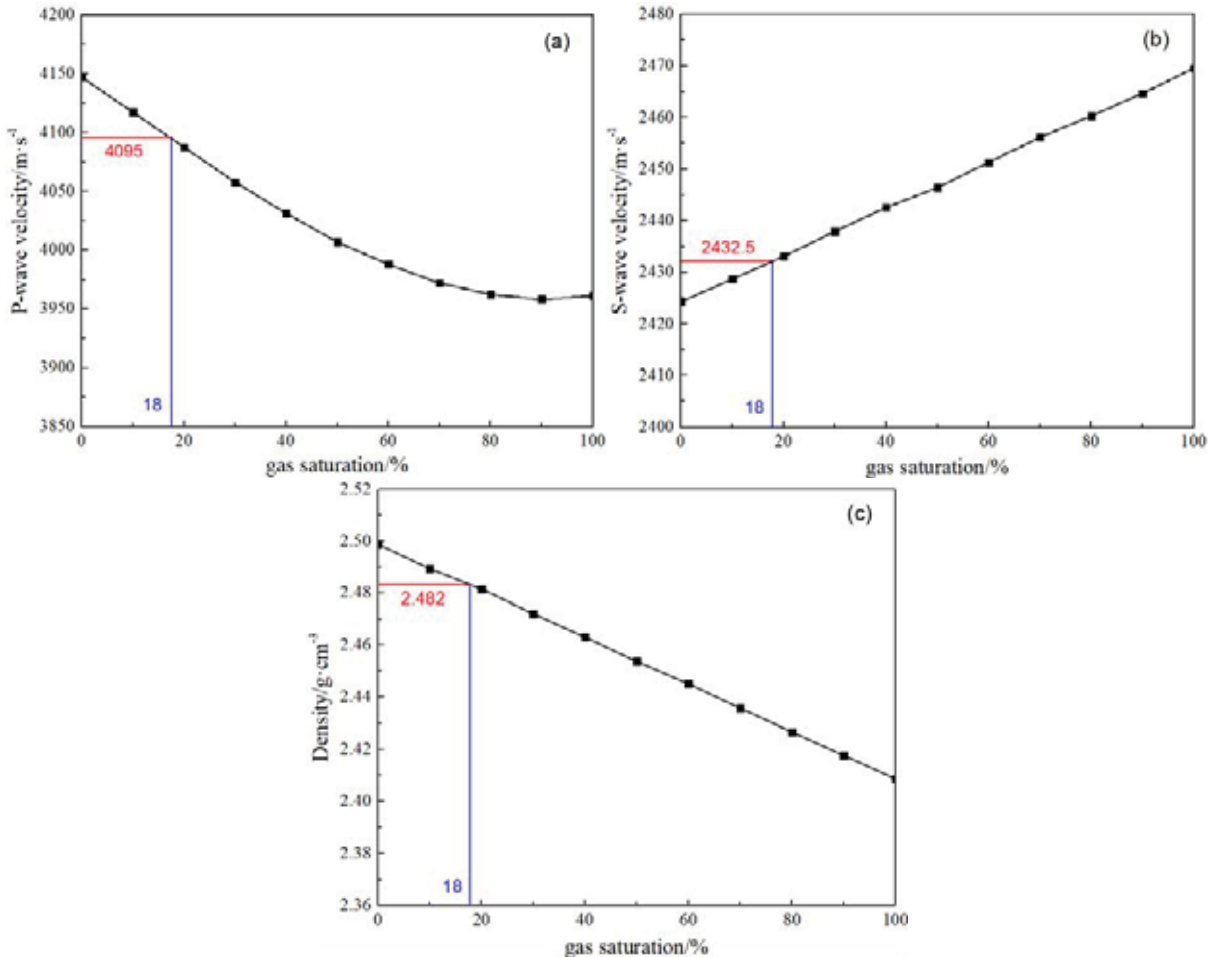 (a)
P-wave velocity/m·s⁻¹
4200
4150
4100
4050
4000
3950
3900
3850
4095
18
0 20 40 60 80 100
gas saturation/%
(b)
S-wave velocity/m·s⁻¹
2480
2470
2460
2450
2440
2430
2420
2410
2400
2432.5
18
0 20 40 60 80 100
gas saturation/%
(c)
Density/g·cm⁻³
2.52
2.50
2.48
2.46
2.44
2.42
2.40
2.38
2.36
2.482
18
0 20 40 60 80 100
gas saturation/%